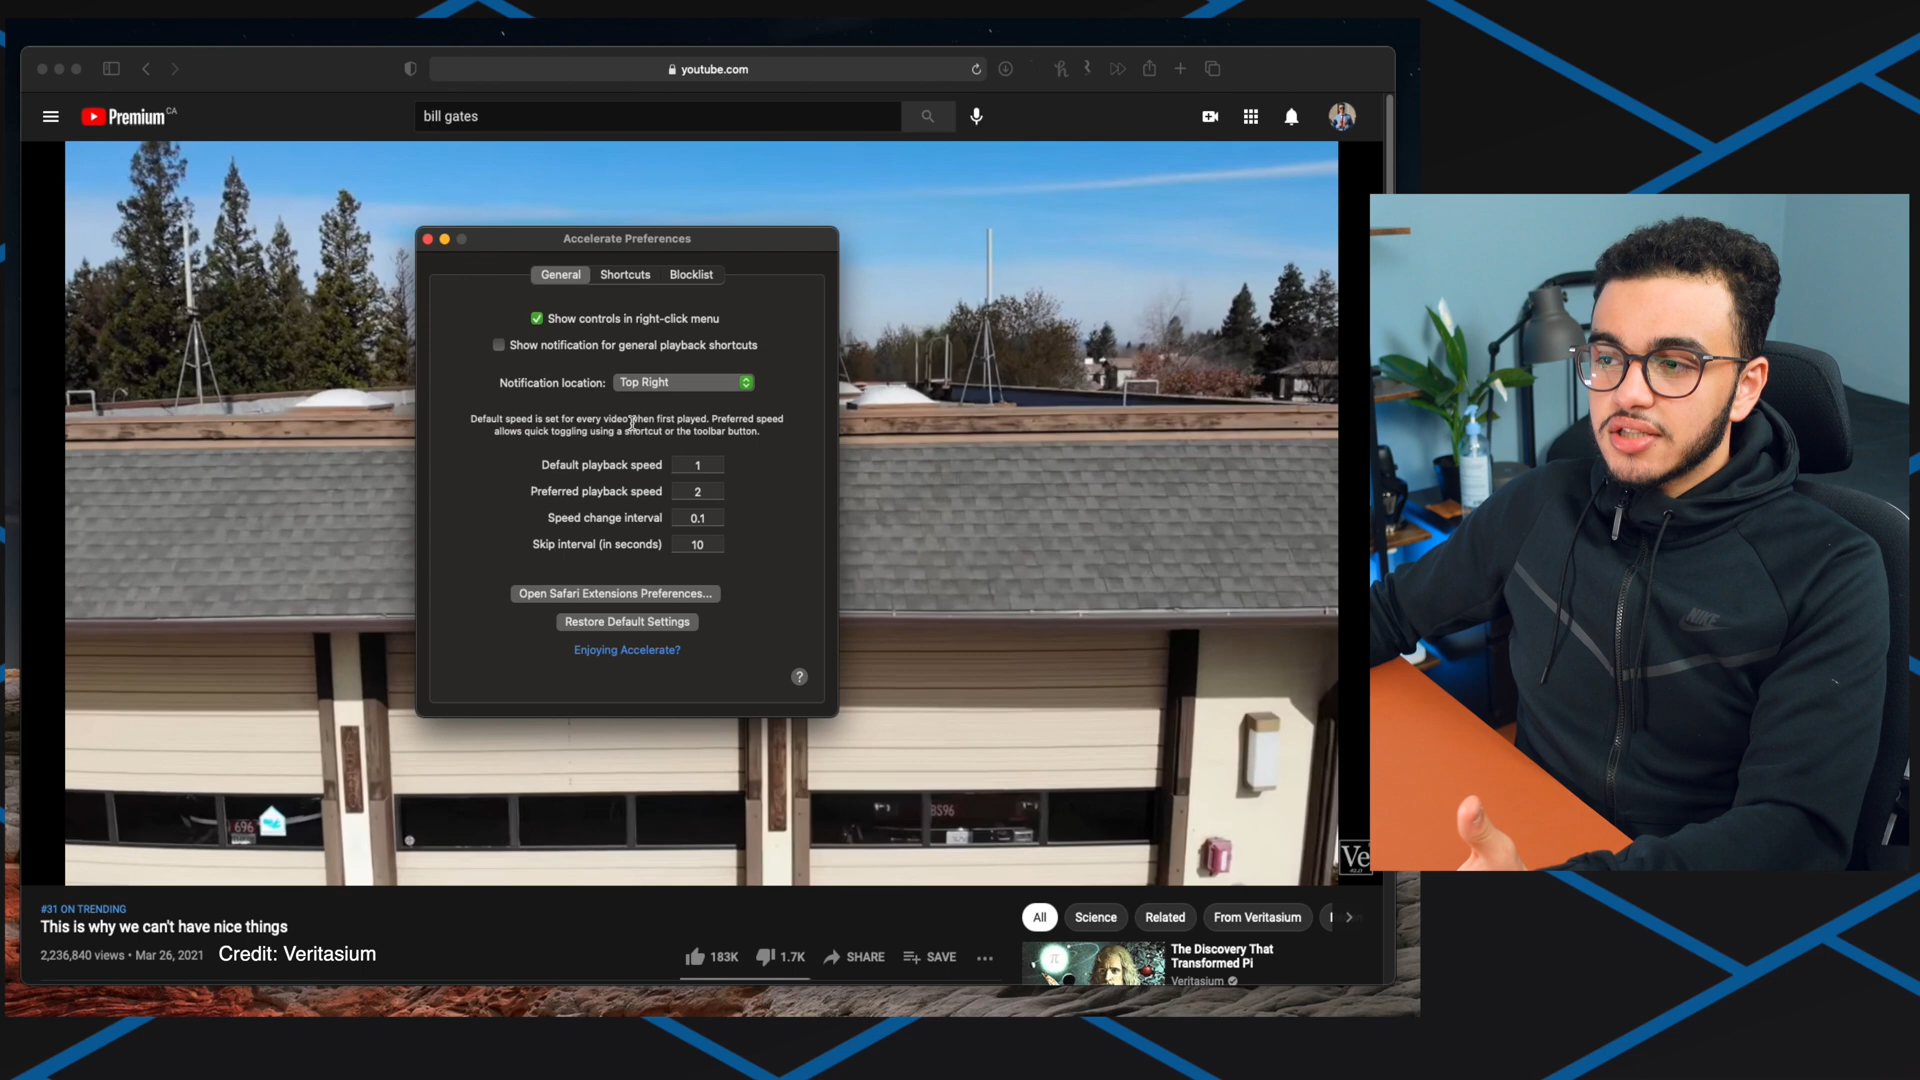 youtube.com
Premium CA
bill gates
Accelerate Preferences
General Shortcuts Blocklist
Show controls in right-click menu
Show notification for general playback shortcuts
Notification location: Top Right
Default speed is set for every video when first played. Preferred speed
allows quick toggling using a shortcut or the toolbar button.
Default playback speed 1
Preferred playback speed 2
Speed change interval 0.1
Skip interval (in seconds) 10
Open Safari Extensions Preferences...
Restore Default Settings
Enjoying Accelerate?
?
NIKE
696
BS96
Ve
#31 ON TRENDING
This is why we can't have nice things
2,236,840 views • Mar 26, 2021 Credit: Veritasium
183K 1.7K SHARE SAVE
All Science Related From Veritasium
π
The Discovery That
Transformed Pi
Veritasium